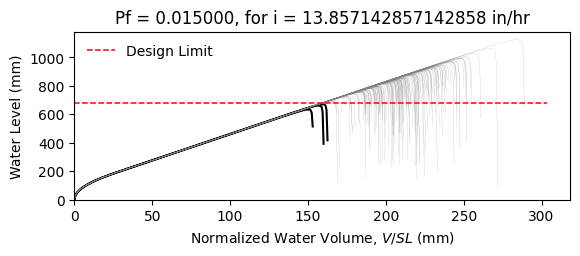 Pf = 0.015000, for i = 13.857142857142858 in/hr
Design Limit
Water Level (mm)
1000
800
600
400
200
0
0 50 100 150 200 250 300
Normalized Water Volume, V/SL (mm)